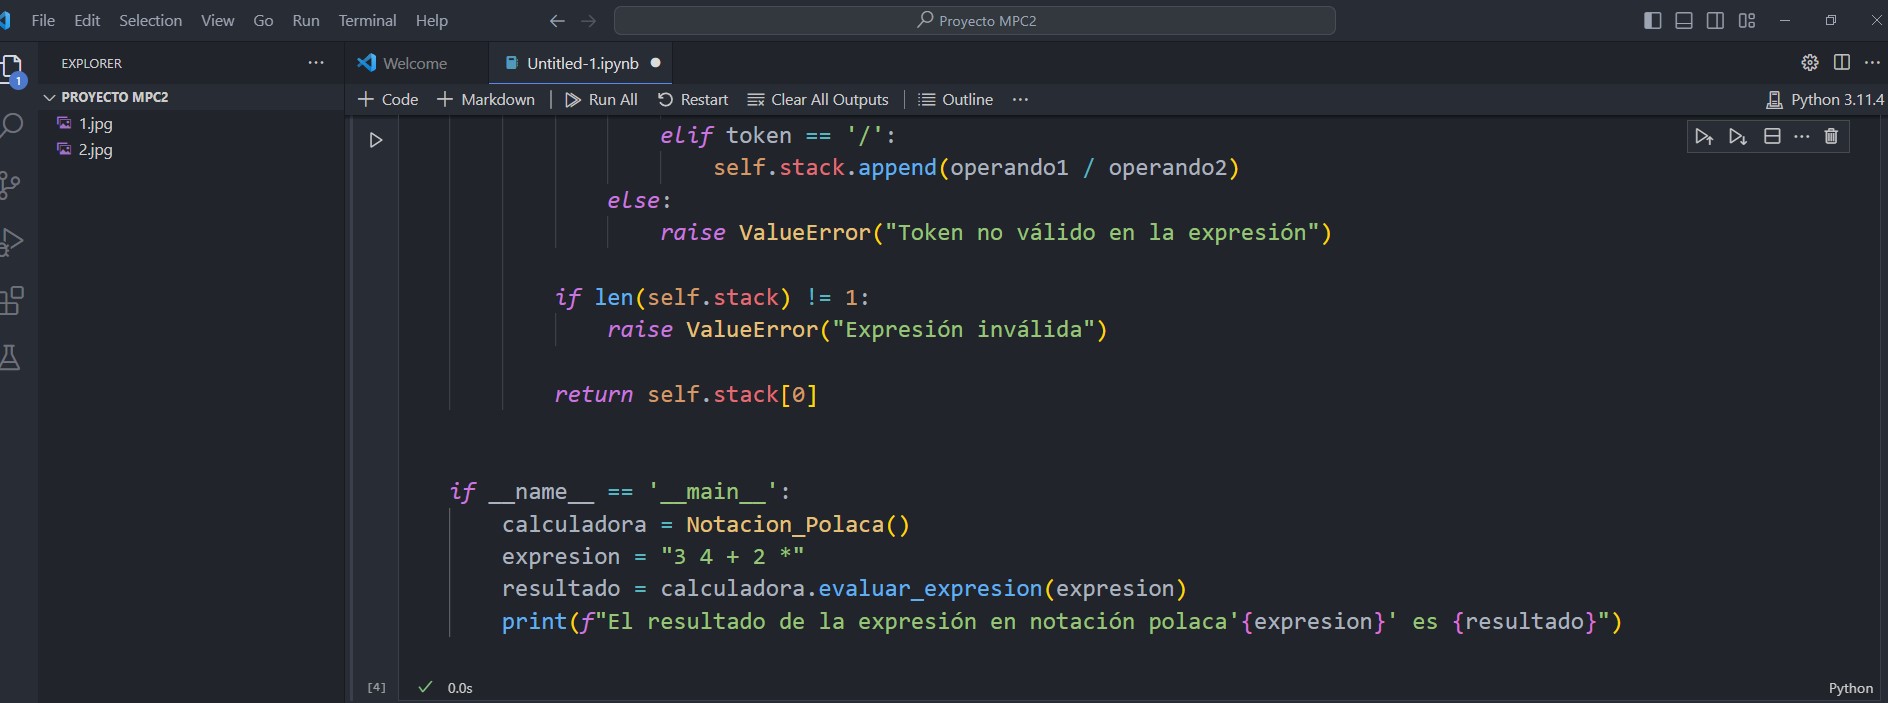 File Edit Selection View Go Run Terminal Help
Proyecto MPC2
EXPLORER
Welcome
Untitled-1.ipynb
1
PROYECTO MPC2
Code Markdown Run All Restart Clear All Outputs Outline
Python 3.11.4
1.jpg
2.jpg
elif token == '/':
self.stack.append(operando1 / operando2)
else:
raise ValueError("Token no válido en la expresión")
if len(self.stack) != 1:
raise ValueError("Expresión inválida")
return self.stack[0]
if __name__ == '__main__':
calculadora = Notacion_Polaca()
expresion = "3 4 + 2 *"
resultado = calculadora.evaluar_expresion(expresion)
print(f"El resultado de la expresión en notación polaca'{expresion}' es {resultado}")
[4] 0.0s
Python